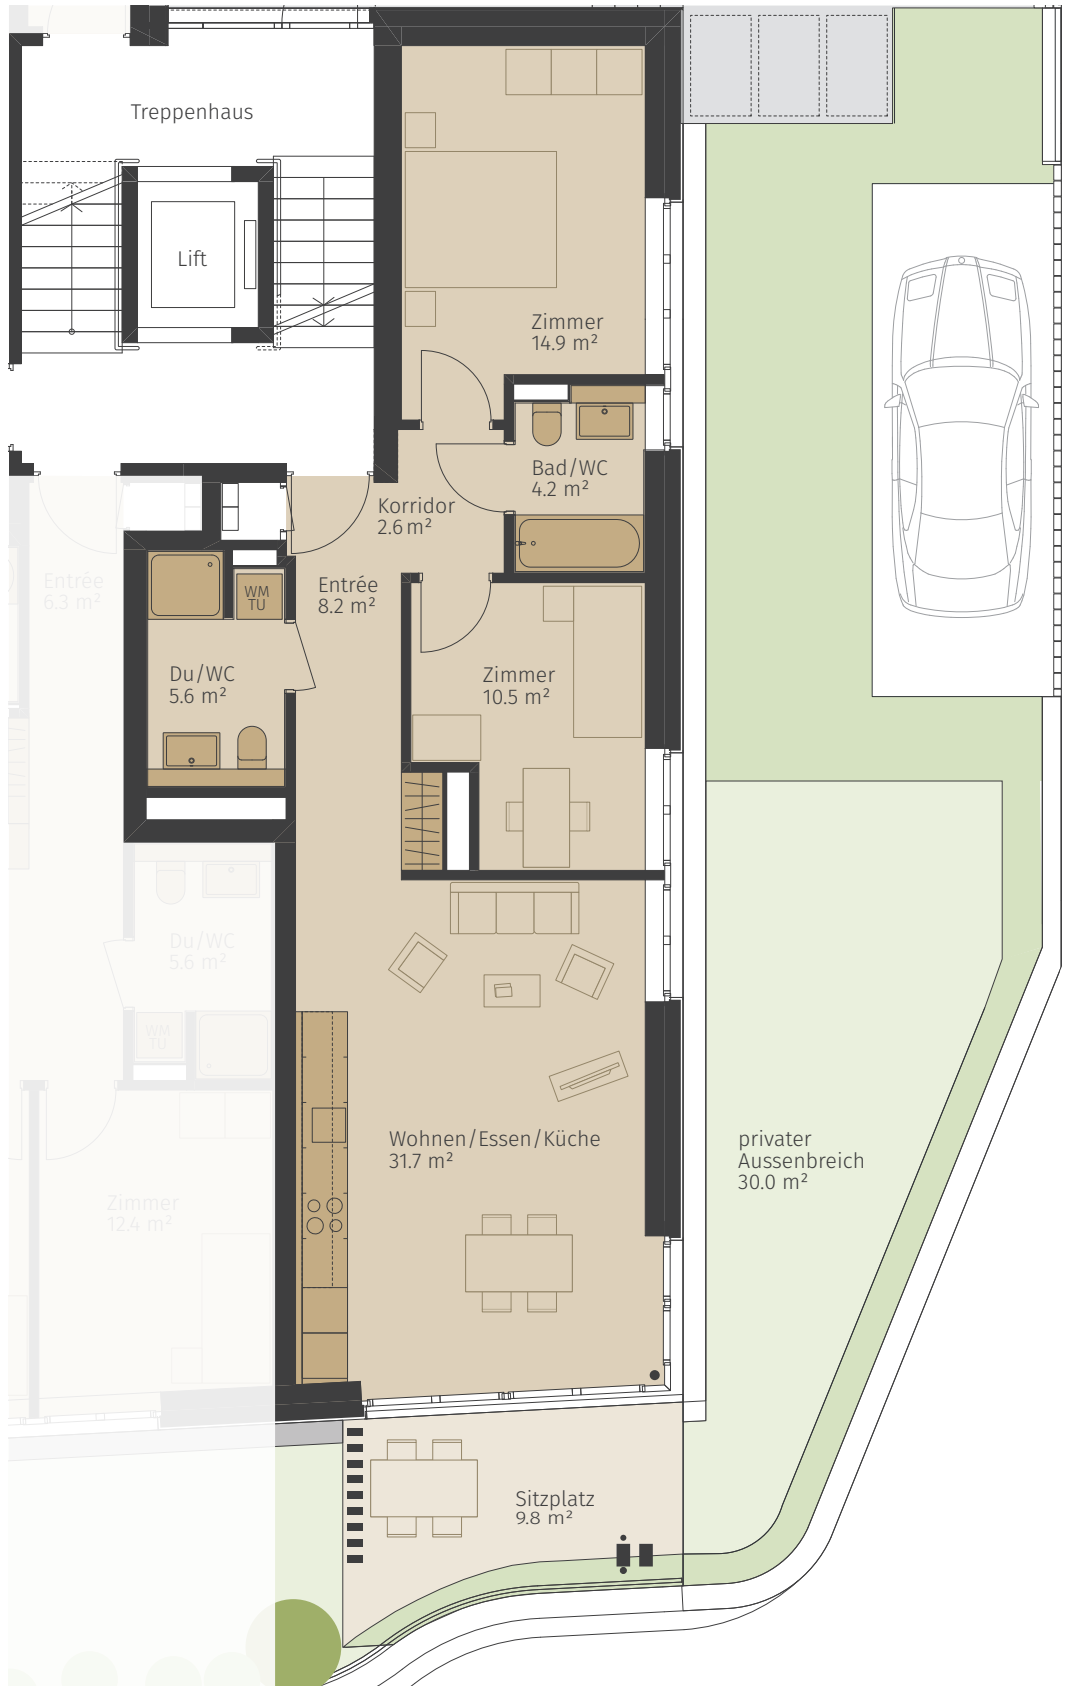 Treppenhaus
Lift
Zimmer
14.9 m²
Bad/WC
4.2 m²
Korridor
2.6 m²
Entrée
6.3 m²
WM
TU
Entrée
8.2 m²
Du/WC
5.6 m²
Zimmer
10.5 m²
Du/WC
5.6 m²
WM
TU
Wohnen/Essen/Küche
31.7 m²
privater
Aussenbreich
30.0 m²
Zimmer
12.4 m²
Sitzplatz
9.8 m²